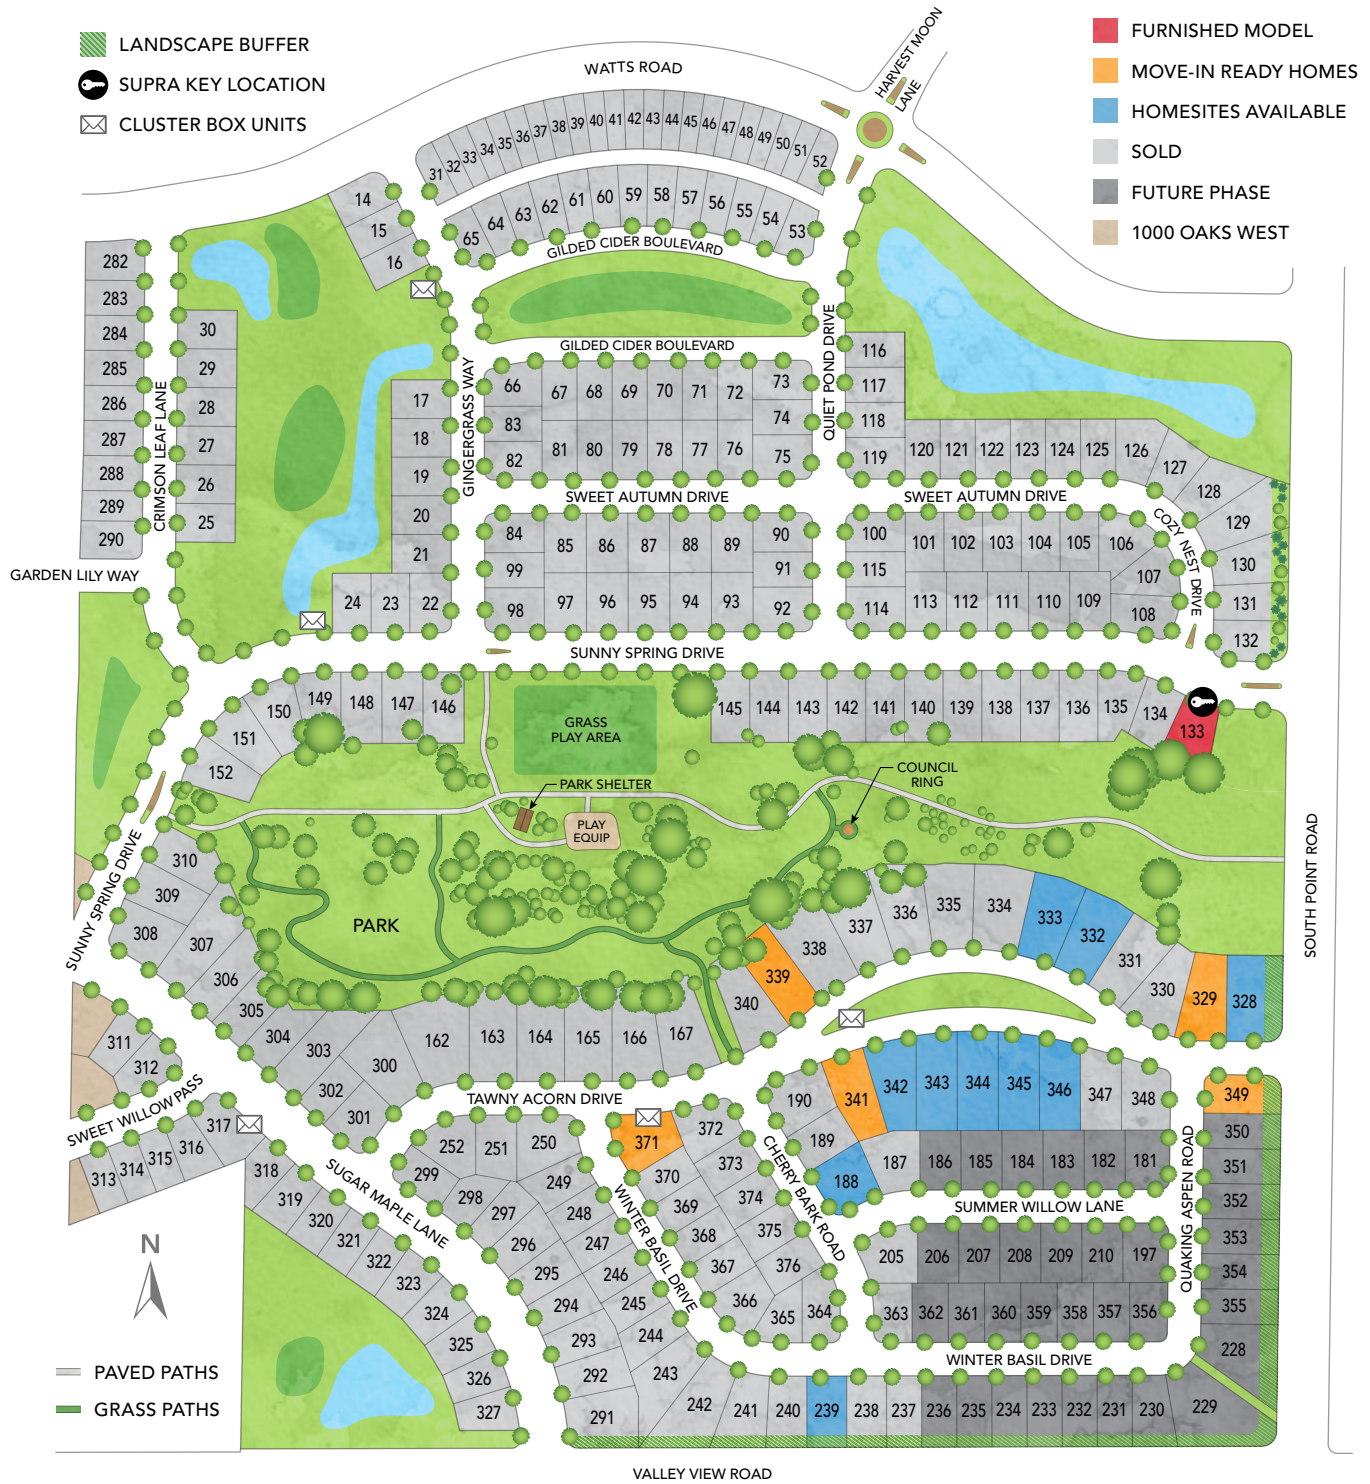 LANDSCAPE BUFFER
SUPRA KEY LOCATION
CLUSTER BOX UNITS
FURNISHED MODEL
MOVE-IN READY HOMES
HOMESITES AVAILABLE
SOLD
FUTURE PHASE
1000 OAKS WEST
WATTS ROAD
HARVEST MOON
LANE
31 32 33 34 35 36 37 38 39 40 41 42 43 44 45 46 47 48 49 50 51 52
65 64 63 62 61 60 59 58 57 56 55 54 53
GILDED CIDER BOULEVARD
14
15
16
282
283
284
285
286
287
288
289
290
CRIMSON LEAF LANE
30
29
28
27
26
25
GARDEN LILY WAY
17
18
19
20
21
24 23 22
GINGERGRASS WAY
GILDED CIDER BOULEVARD
QUIET POND DRIVE
66 67 68 69 70 71 72 73
83 74
82 81 80 79 78 77 76 75
116
117
118
119 120 121 122 123 124 125 126 127 128 129 130 131 132
SWEET AUTUMN DRIVE
SWEET AUTUMN DRIVE
COZY NEST DRIVE
84 85 86 87 88 89 90
99 91
98 97 96 95 94 93 92
100 101 102 103 104 105 106
115 107
114 113 112 111 110 109 108
SUNNY SPRING DRIVE
152 151 150 149 148 147 146
145 144 143 142 141 140 139 138 137 136 135 134 133
GRASS
PLAY AREA
PARK SHELTER
PLAY
EQUIP
COUNCIL
RING
PARK
SUNNY SPRING DRIVE
SOUTH POINT ROAD
310
309
308 307
306
305
304
303
302
301
300
162 163 164 165 166 167
340 339 338 337 336 335 334 333 332 331 330 329 328
311
312
SWEET WILLOW PASS
313 314 315 316 317
318
319
320
321
322
323
324
325
326
327
SUGAR MAPLE LANE
TAWNY ACORN DRIVE
252 251 250
299 298 297 296 295 294 293 292 291
249 248 247 246 245 244 243 242
WINTER BASIL DRIVE
371 372
370 373
369 374
368 375
367 376
366 365 364
CHERRY BARK ROAD
190 341 342 343 344 345 346 347 348
189
188 187 186 185 184 183 182 181
SUMMER WILLOW LANE
205 206 207 208 209 210 197
363 362 361 360 359 358 357 356
QUAKING ASPEN ROAD
349
350
351
352
353
354
355
228
229
WINTER BASIL DRIVE
241 240 239 238 237 236 235 234 233 232 231 230
N
PAVED PATHS
GRASS PATHS
VALLEY VIEW ROAD